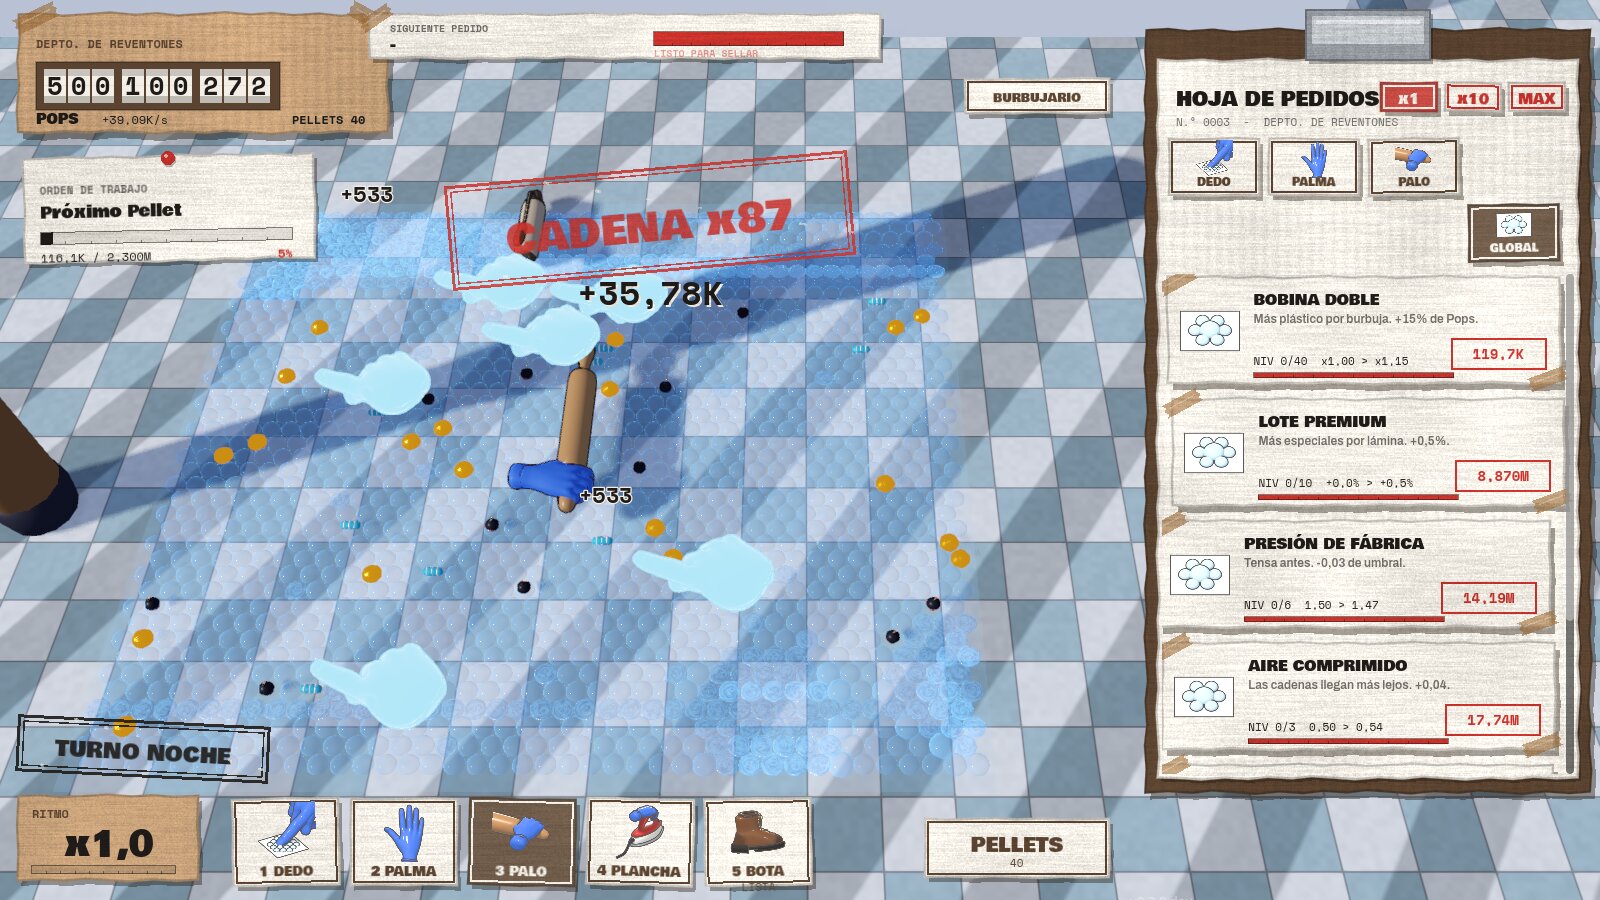 DEPTO. DE REVENTONES
500100272
POPS +39,09K/s PELLETS 40
SIGUIENTE PEDIDO
-
LISTO PARA SELLAR
BURBUJARIO
ORDEN DE TRABAJO
Próximo Pellet
116,1K / 2,300M 5%
+533
CADENA x87
+35,78K
+533
TURNO NOCHE
RITMO
x1,0
1 DEDO
2 PALMA
3 PALO
4 PLANCHA
5 BOTA
LISTA
PELLETS
40
HOJA DE PEDIDOS x1 x10 MAX
N.° 0003 - DEPTO. DE REVENTONES
DEDO
PALMA
PALO
GLOBAL
BOBINA DOBLE
Más plástico por burbuja. +15% de Pops.
NIV 0/40 x1,00 > x1,15
119,7K
LOTE PREMIUM
Más especiales por lámina. +0,5%.
NIV 0/10 +0,0% > +0,5%
8,870M
PRESIÓN DE FÁBRICA
Tensa antes. -0,03 de umbral.
NIV 0/6 1,50 > 1,47
14,19M
AIRE COMPRIMIDO
Las cadenas llegan más lejos. +0,04.
NIV 0/3 0,50 > 0,54
17,74M